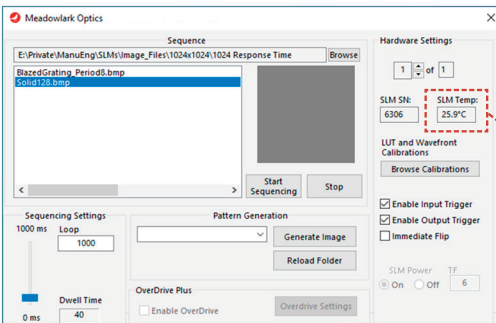 Meadowlark Optics
Sequence
E:\Private\ManuEng\SLMs\Image_Files\1024x1024\1024 Response Time
Browse
BlazedGrating_Period8.bmp
Solid128.bmp
Start Sequencing
Stop
Hardware Settings
1 of 1
SLM SN:
SLM Temp:
6306
25.9°C
LUT and Wavefront
Calibrations
Browse Calibrations
Enable Input Trigger
Enable Output Trigger
Immediate Flip
SLM Power
TF
On
Off
6
Sequencing Settings
1000 ms
Loop
1000
Dwell Time
0 ms
40
Pattern Generation
Generate Image
Reload Folder
OverDrive Plus
Enable OverDrive
Overdrive Settings